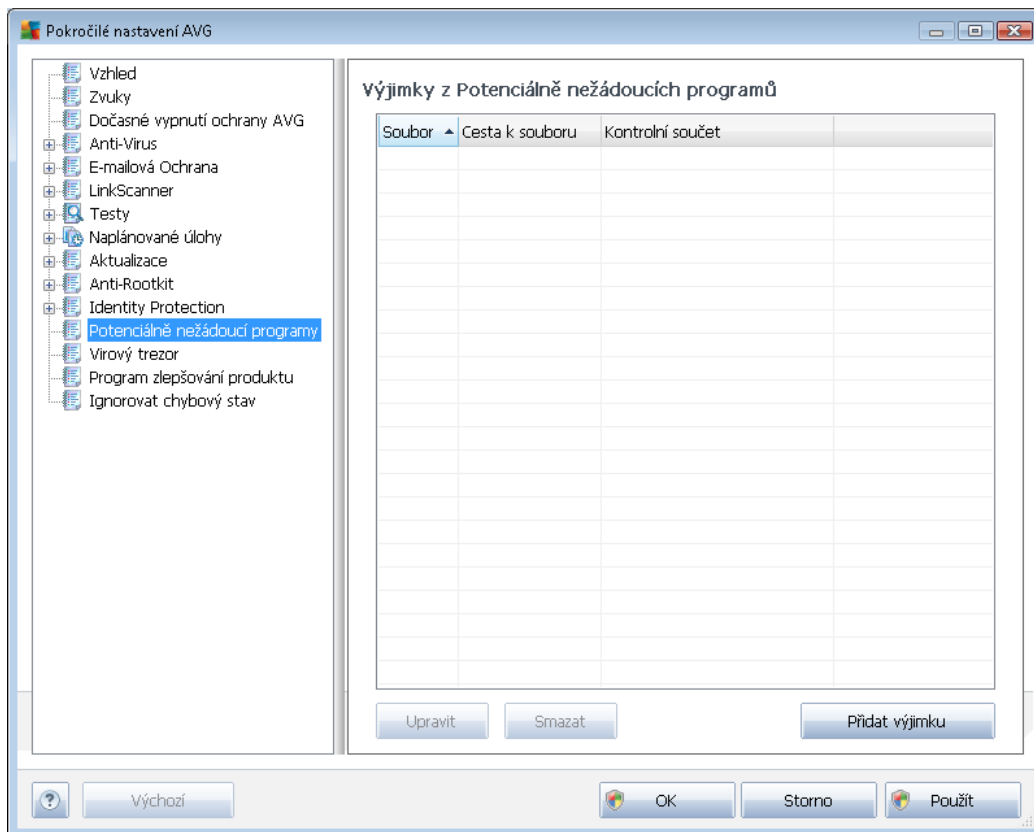 Pokročilé nastavení AVG
Vzhled
Zvuky
Dočasné vypnutí ochrany AVG
Anti-Virus
E-mailová Ochrana
LinkScanner
Testy
Naplánované úlohy
Aktualizace
Anti-Rootkit
Identity Protection
Potenciálně nežádoucí programy
Virový trezor
Program zlepšování produktu
Ignorovat chybový stav
Výjimky z Potenciálně nežádoucích programů
Soubor Cesta k souboru Kontrolní součet
Upravit Smazat Přidat výjimku
? Výchozí OK Storno Použít